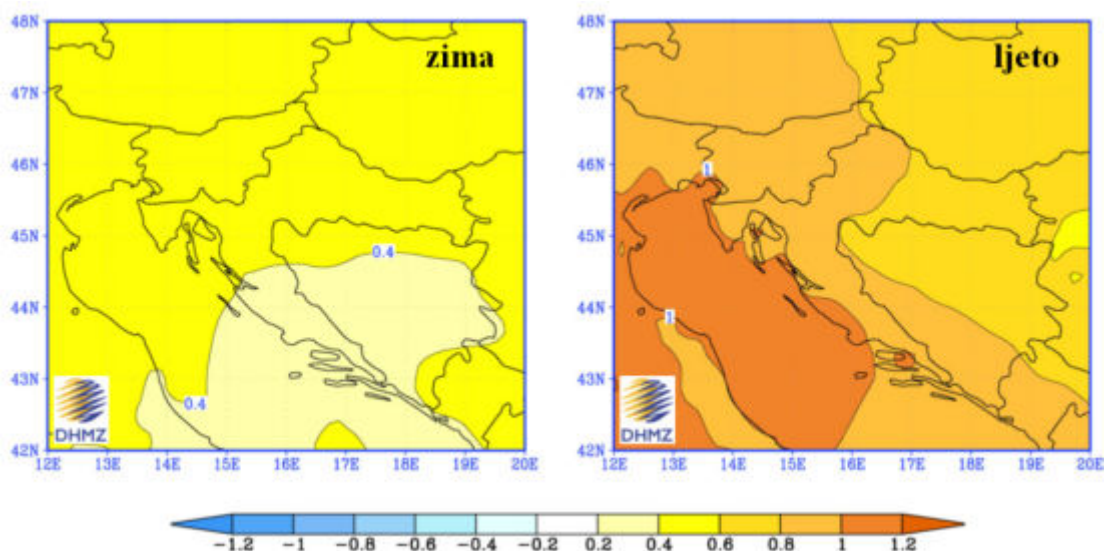 zima
48N
47N
46N
45N
44N
43N
42N
0.4
0.4
DHMZ
12E 13E 14E 15E 16E 17E 18E 19E 20E
ljeto
48N
47N
46N
45N
44N
43N
42N
1
1
DHMZ
12E 13E 14E 15E 16E 17E 18E 19E 20E
-1.2 -1 -0.8 -0.6 -0.4 -0.2 0.2 0.4 0.6 0.8 1 1.2